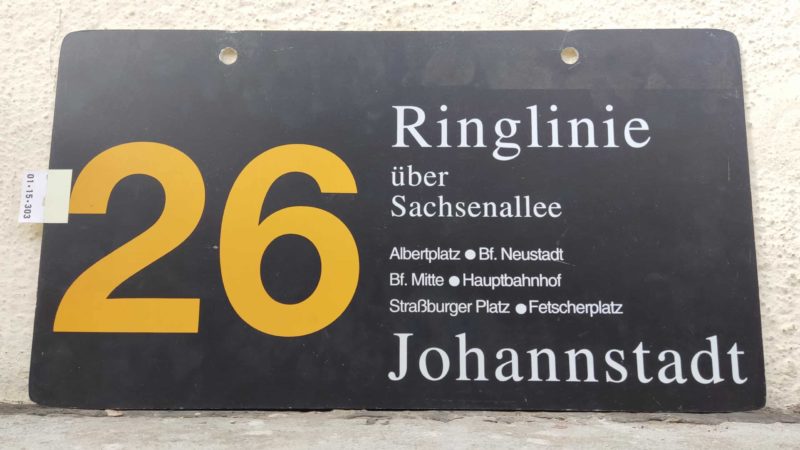 01-15-303
26
Ringlinie
über
Sachsenallee
Albertplatz ● Bf. Neustadt
Bf. Mitte ● Hauptbahnhof
Straßburger Platz ● Fetscherplatz
Johannstadt